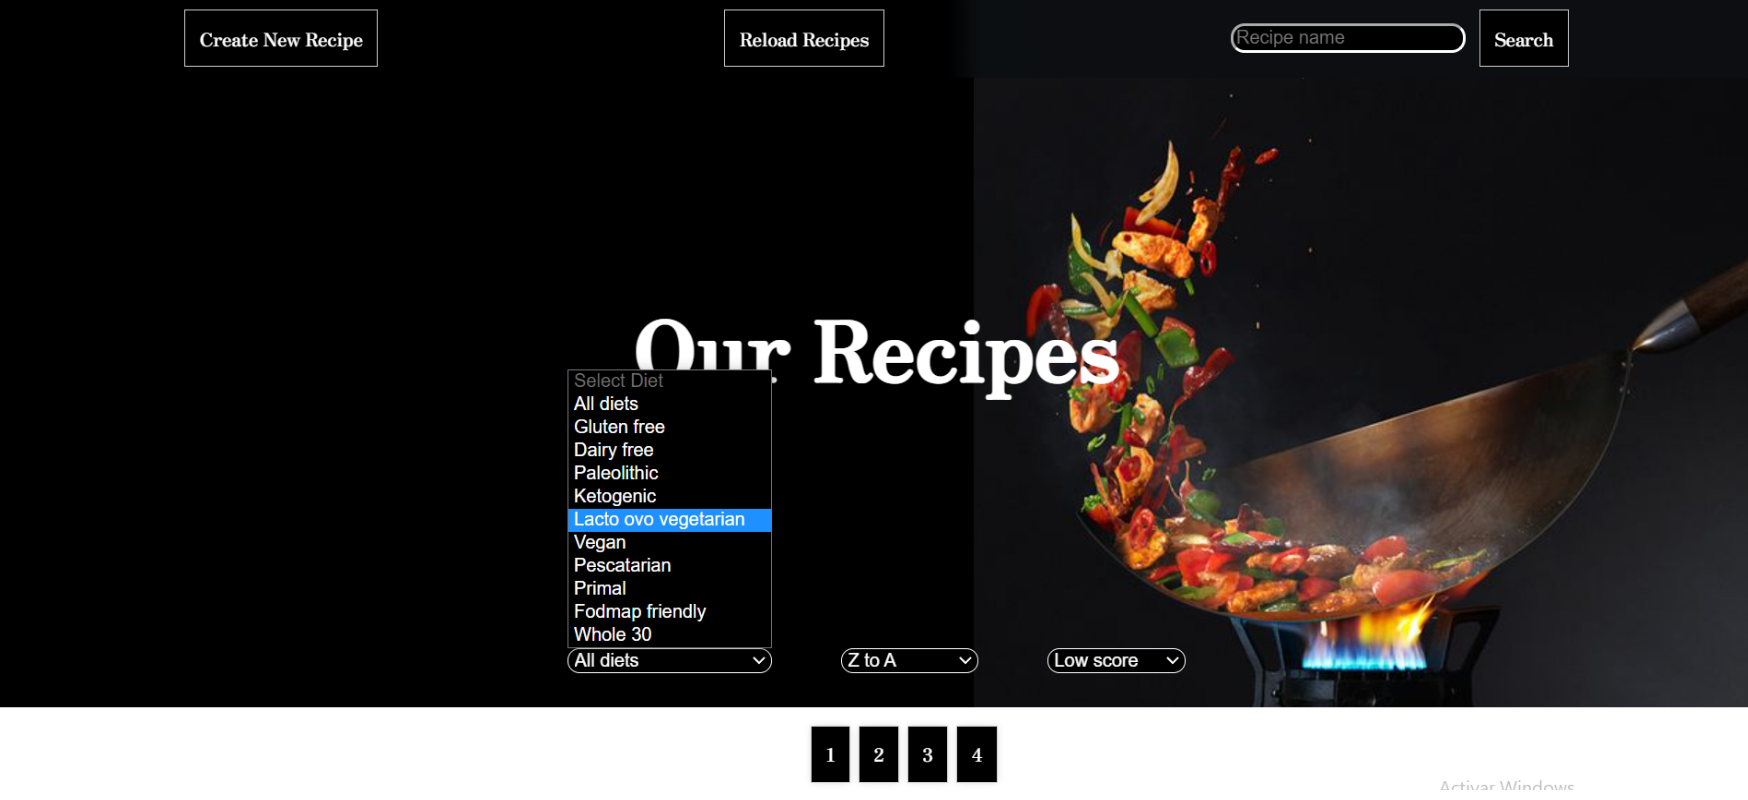 Create New Recipe
Reload Recipes
Recipe name
Search
Our Recipes
Select Diet
All diets
Gluten free
Dairy free
Paleolithic
Ketogenic
Lacto ovo vegetarian
Vegan
Pescatarian
Primal
Fodmap friendly
Whole 30
All diets
Z to A
Low score
1
2
3
4
Activar Windows